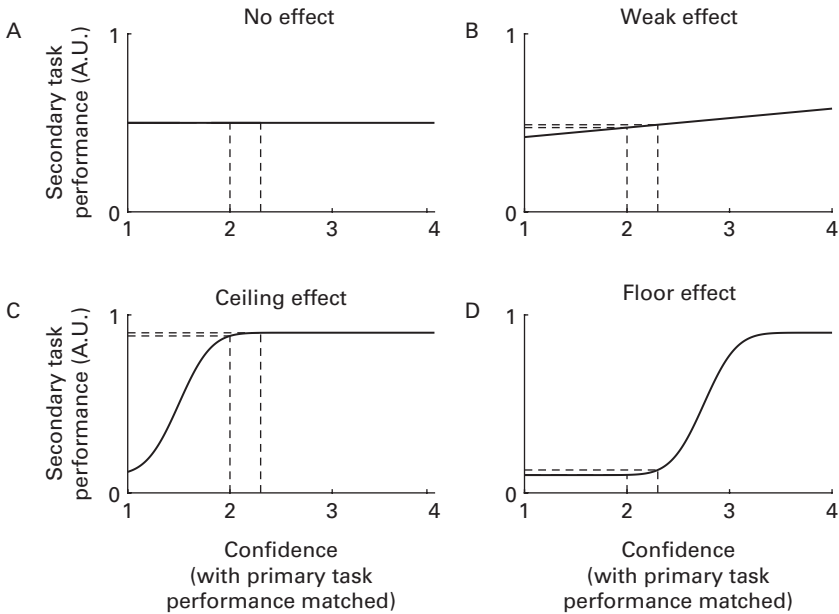 A
No effect
Secondary task
performance (A.U.)
1
0
1
2
3
4
B
Weak effect
1
0
1
2
3
4
C
Ceiling effect
Secondary task
performance (A.U.)
1
0
1
2
3
4
Confidence
(with primary task
performance matched)
D
Floor effect
1
0
1
2
3
4
Confidence
(with primary task
performance matched)